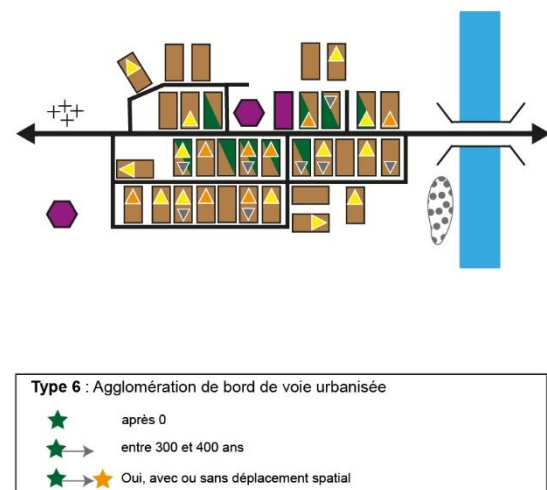 Type 6 : Agglomération de bord de voie urbanisée
après 0
entre 300 et 400 ans
Oui, avec ou sans déplacement spatial